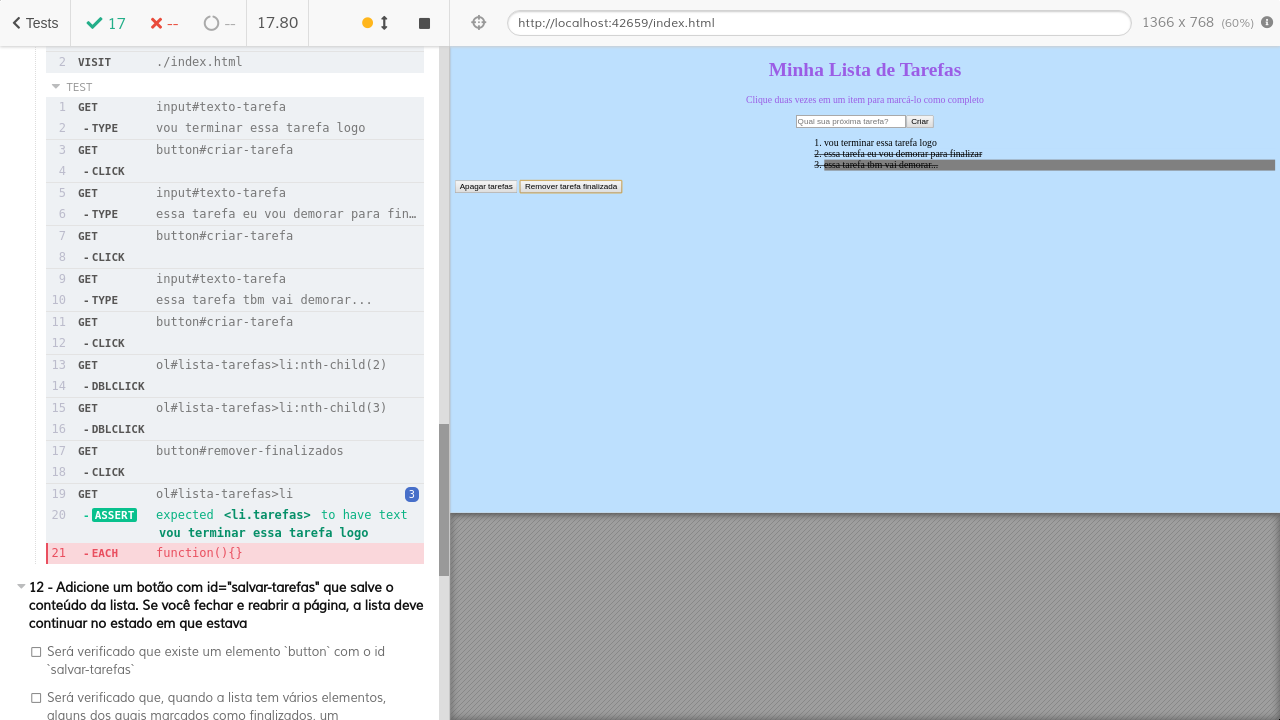 Tests 17 -- -- 17.80 http://localhost:42659/index.html 1366 x 768 (60%)
2 VISIT ./index.html
TEST
1 GET input#texto-tarefa
2 - TYPE vou terminar essa tarefa logo
3 GET button#criar-tarefa
4 - CLICK
5 GET input#texto-tarefa
6 - TYPE essa tarefa eu vou demorar para fin…
7 GET button#criar-tarefa
8 - CLICK
9 GET input#texto-tarefa
10 - TYPE essa tarefa tbm vai demorar...
11 GET button#criar-tarefa
12 - CLICK
13 GET ol#lista-tarefas>li:nth-child(2)
14 - DBLCLICK
15 GET ol#lista-tarefas>li:nth-child(3)
16 - DBLCLICK
17 GET button#remover-finalizados
18 - CLICK
19 GET ol#lista-tarefas>li 3
20 - ASSERT expected <li.tarefas> to have text
vou terminar essa tarefa logo
21 - EACH function(){}
12 - Adicione um botão com id="salvar-tarefas" que salve o
conteúdo da lista. Se você fechar e reabrir a página, a lista deve
continuar no estado em que estava
Será verificado que existe um elemento `button` com o id
`salvar-tarefas`
Será verificado que, quando a lista tem vários elementos,
alguns dos quais marcados como finalizados, um
Minha Lista de Tarefas
Clique duas vezes em um item para marcá-lo como completo
Qual sua próxima tarefa? Criar
1. vou terminar essa tarefa logo
2. essa tarefa eu vou demorar para finalizar
3. essa tarefa tbm vai demorar...
Apagar tarefas Remover tarefa finalizada